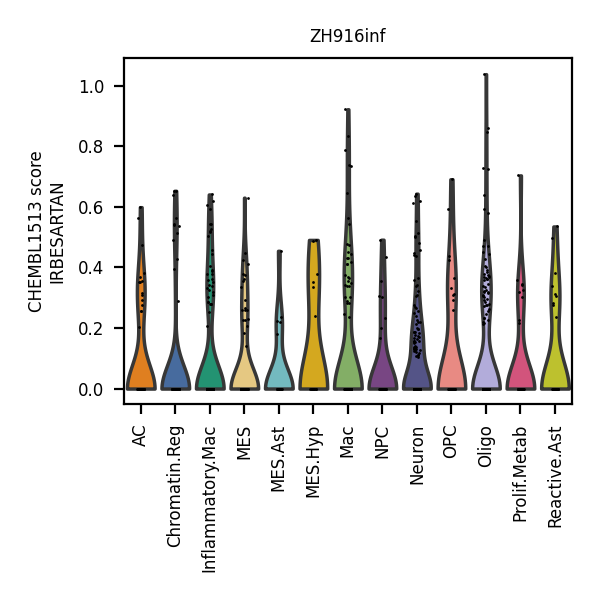 ZH916inf
CHEMBL1513 score
IRBESARTAN
1.0
0.8
0.6
0.4
0.2
0.0
AC
Chromatin.Reg
Inflammatory.Mac
MES
MES.Ast
MES.Hyp
Mac
NPC
Neuron
OPC
Oligo
Prolif.Metab
Reactive.Ast